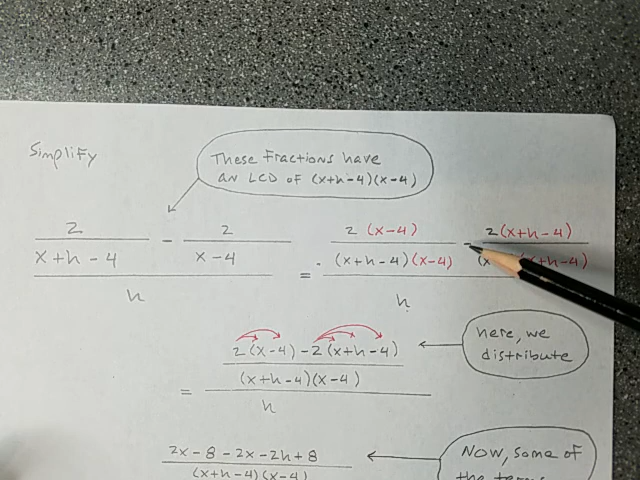 Simplify
These fractions have
an LCD of (x+h-4)(x-4)
2 / x+h-4 - 2 / x-4
h
= 2(x-4) / (x+h-4)(x-4) - 2(x+h-4) / (x (x+h-4)
h
2(x-4)-2(x+h-4)
= (x+h-4)(x-4)
h
here, we
distribute
2x-8-2x-2h+8
(x+h-4)(x-4)
NOW, some of
the terms